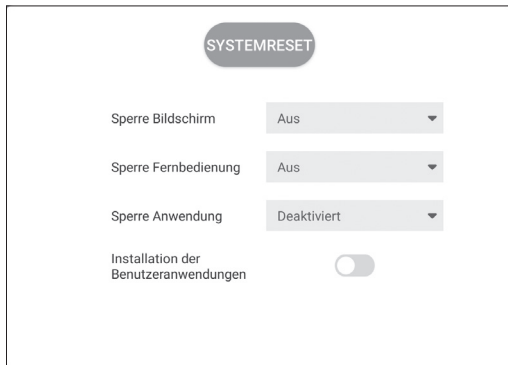 SYSTEMRESET
Sperre Bildschirm Aus
Sperre Fernbedienung Aus
Sperre Anwendung Deaktiviert
Installation der
Benutzeranwendungen